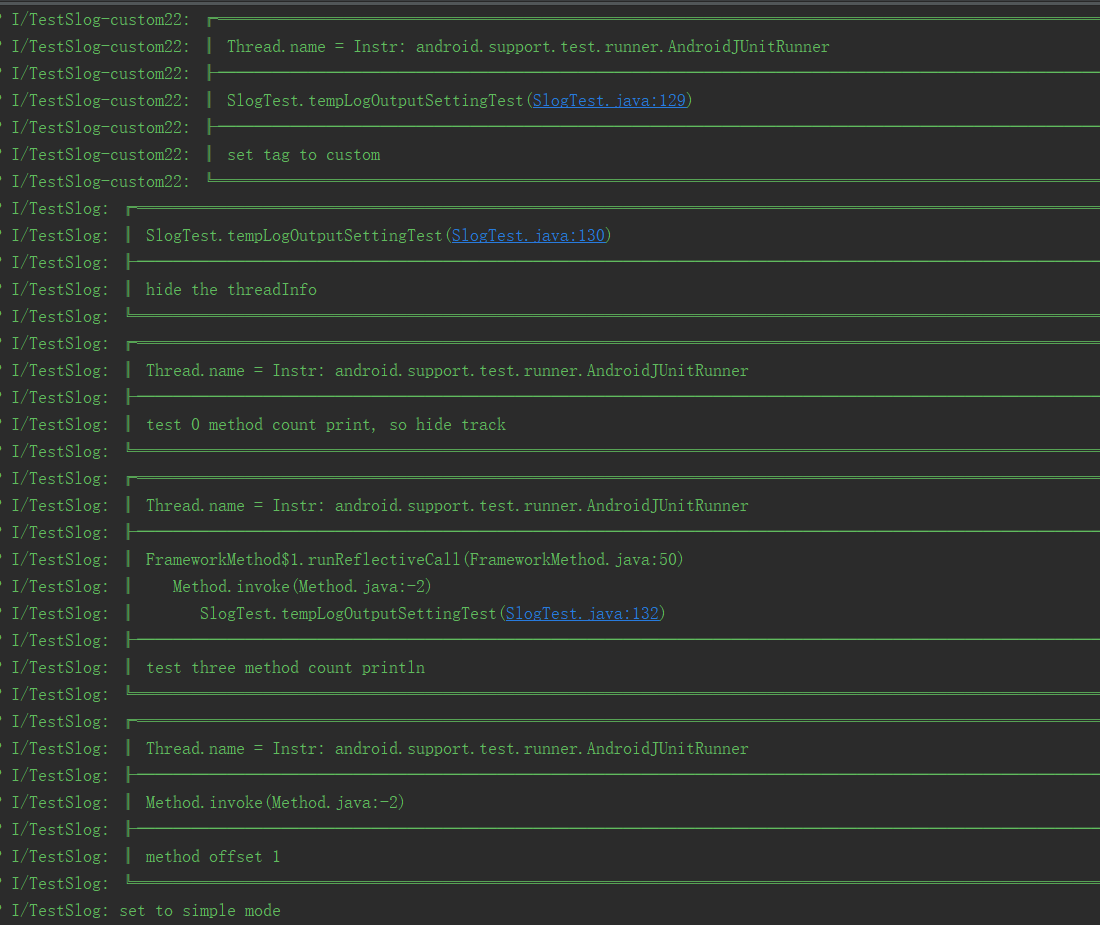 I/TestSlog-custom22: ╔════════════════════
I/TestSlog-custom22: ║ Thread.name = Instr: android.support.test.runner.AndroidJUnitRunner
I/TestSlog-custom22: ╟────────────────────
I/TestSlog-custom22: ║ SlogTest.tempLogOutputSettingTest(SlogTest.java:129)
I/TestSlog-custom22: ╟────────────────────
I/TestSlog-custom22: ║ set tag to custom
I/TestSlog-custom22: ╚════════════════════
I/TestSlog: ╔════════════════════
I/TestSlog: ║ SlogTest.tempLogOutputSettingTest(SlogTest.java:130)
I/TestSlog: ╟────────────────────
I/TestSlog: ║ hide the threadInfo
I/TestSlog: ╚════════════════════
I/TestSlog: ╔════════════════════
I/TestSlog: ║ Thread.name = Instr: android.support.test.runner.AndroidJUnitRunner
I/TestSlog: ╟────────────────────
I/TestSlog: ║ test 0 method count print, so hide track
I/TestSlog: ╚════════════════════
I/TestSlog: ╔════════════════════
I/TestSlog: ║ Thread.name = Instr: android.support.test.runner.AndroidJUnitRunner
I/TestSlog: ╟────────────────────
I/TestSlog: ║ FrameworkMethod$1.runReflectiveCall(FrameworkMethod.java:50)
I/TestSlog: ║    Method.invoke(Method.java:-2)
I/TestSlog: ║       SlogTest.tempLogOutputSettingTest(SlogTest.java:132)
I/TestSlog: ╟────────────────────
I/TestSlog: ║ test three method count println
I/TestSlog: ╚════════════════════
I/TestSlog: ╔════════════════════
I/TestSlog: ║ Thread.name = Instr: android.support.test.runner.AndroidJUnitRunner
I/TestSlog: ╟────────────────────
I/TestSlog: ║ Method.invoke(Method.java:-2)
I/TestSlog: ╟────────────────────
I/TestSlog: ║ method offset 1
I/TestSlog: ╚════════════════════
I/TestSlog: set to simple mode